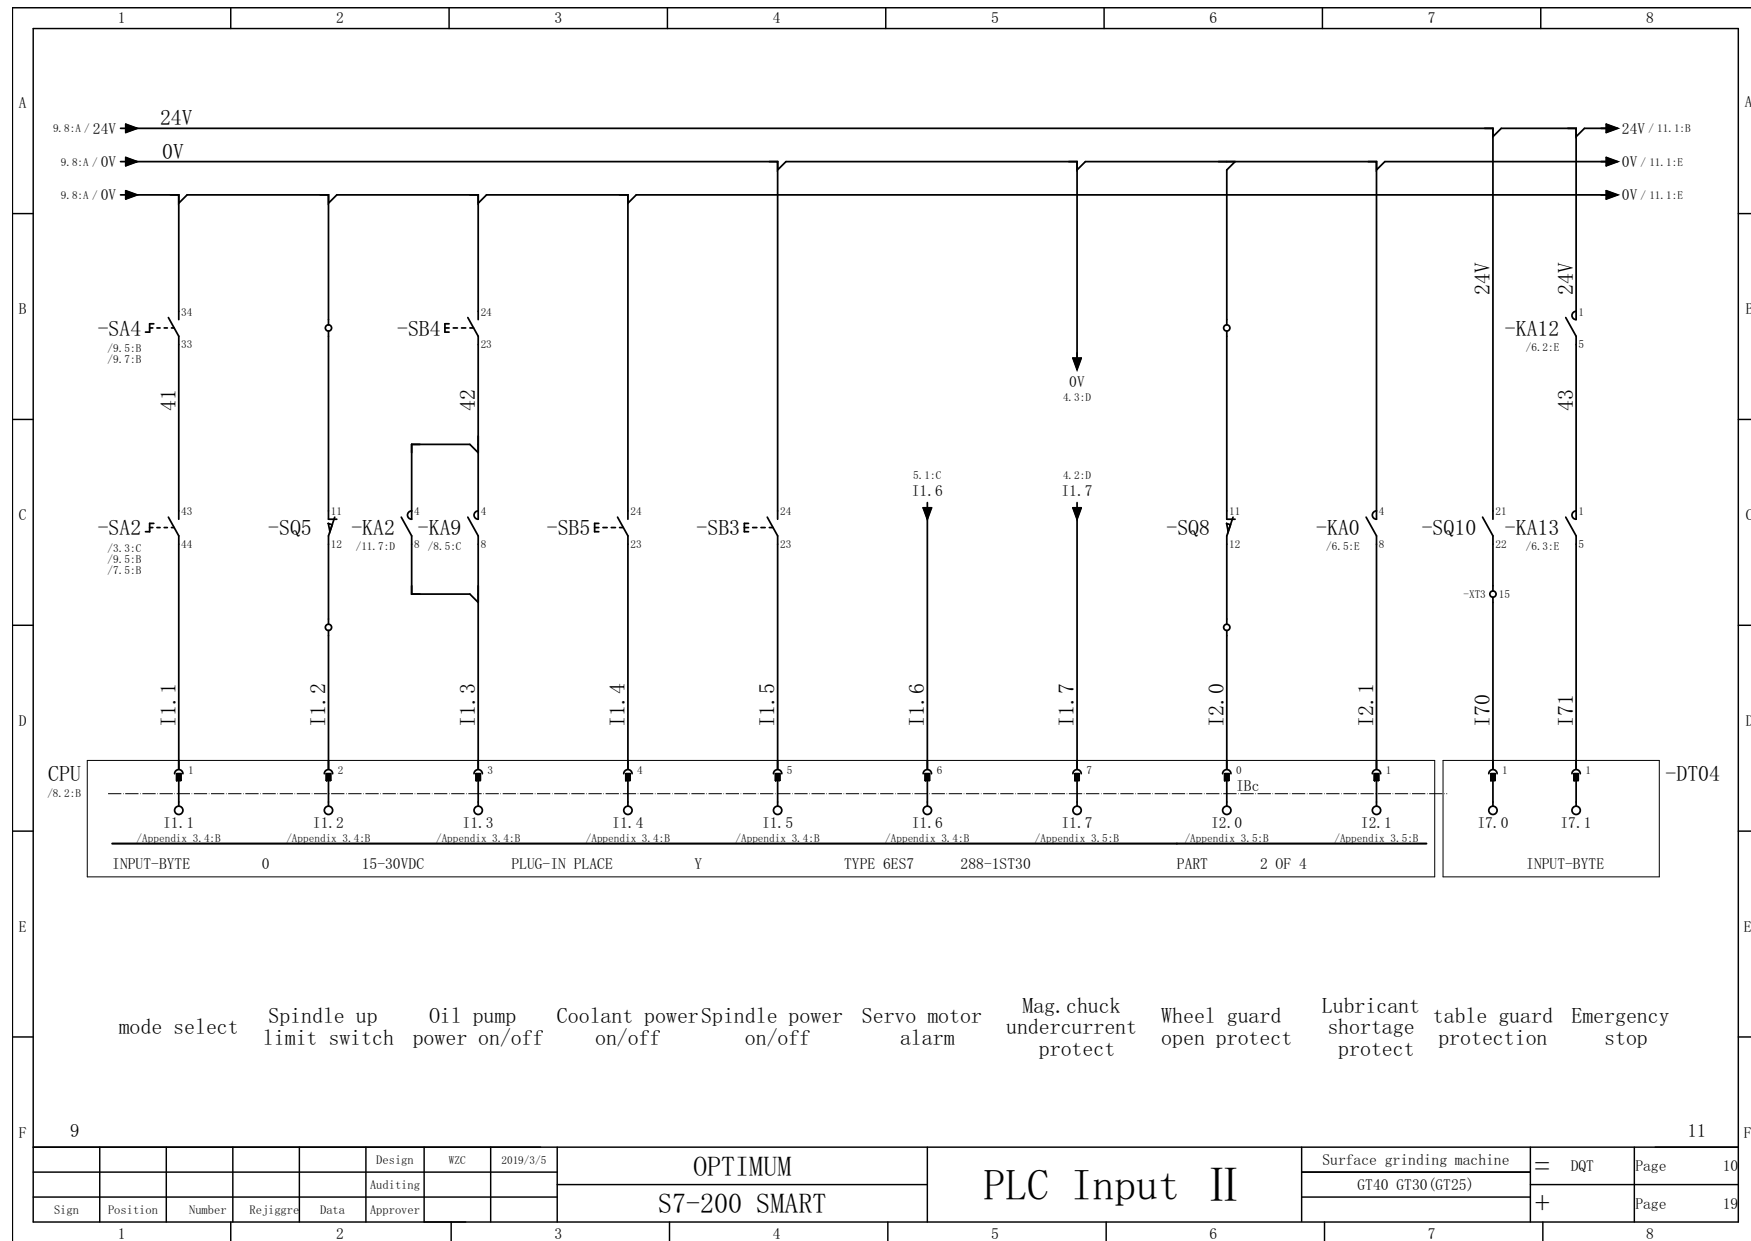 1 2 3 4 5 6 7 8
A A
24V
9.8:A / 24V 24V / 11.1:B
0V
9.8:A / 0V 0V / 11.1:E
9.8:A / 0V 0V / 11.1:E
24V 24V
B B
34 24 1
-SA4 -SB4 -KA12
/9.5:B 33 23 /6.2:E 5
/9.7:B
0V
4.3:D
41 42 43
5.1:C 4.2:D
I1.6 I1.7
C C
43 11 4 4 24 24 11 4 21 1
-SA2 -SQ5 -KA2 -KA9 -SB5 -SB3 -SQ8 -KA0 -SQ10 -KA13
44 12 8 8 23 23 12 8 22 5
/3.3:C /11.7:D /8.5:C /6.5:E /6.3:E
/9.5:B
/7.5:B
-XT3 15
I1.1 I1.2 I1.3 I1.4 I1.5 I1.6 I1.7 I2.0 I2.1 I70 I71
D D
CPU 1 2 3 4 5 6 7 0 1 1 1 -DT04
/8.2:B IBc
I1.1 I1.2 I1.3 I1.4 I1.5 I1.6 I1.7 I2.0 I2.1 I7.0 I7.1
/Appendix 3.4:B /Appendix 3.4:B /Appendix 3.4:B /Appendix 3.4:B /Appendix 3.4:B /Appendix 3.4:B /Appendix 3.5:B /Appendix 3.5:B /Appendix 3.5:B
INPUT-BYTE 0 15-30VDC PLUG-IN PLACE Y TYPE 6ES7 288-1ST30 PART 2 OF 4 INPUT-BYTE
E E
mode select
Spindle up
limit switch
Oil pump
power on/off
Coolant power
on/off
Spindle power
on/off
Servo motor
alarm
Mag.chuck
undercurrent
protect
Wheel guard
open protect
Lubricant
shortage
protect
table guard
protection
Emergency
stop
F 9 11 F
Design WZC 2019/3/5
Auditing
Sign Position Number Rejiggre Data Approver
OPTIMUM
S7-200 SMART
PLC Input II
Surface grinding machine
GT40 GT30(GT25)
= DQT Page 10
+ Page 19
1 2 3 4 5 6 7 8